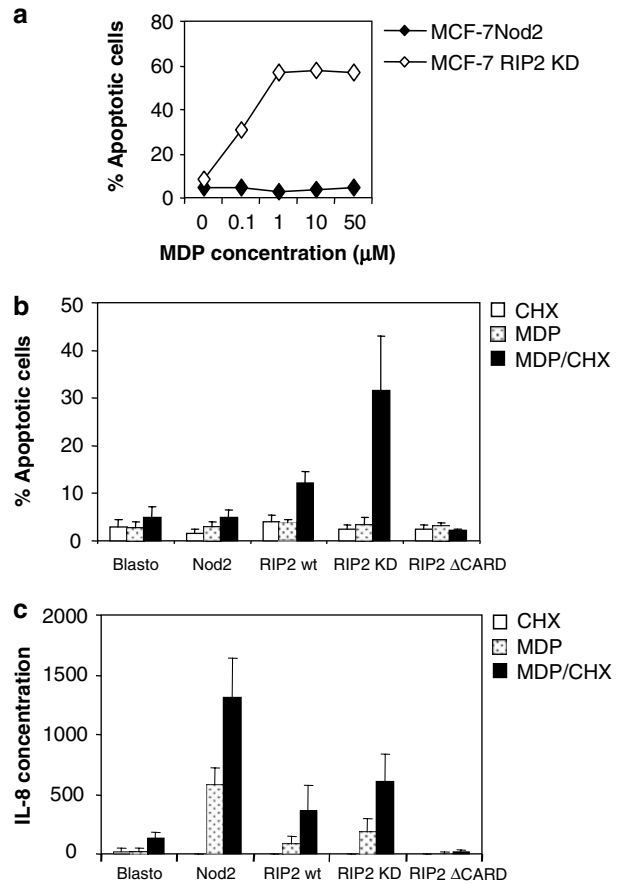 a
% Apoptotic cells
80
60
40
20
0
0 0.1 1 10 50
MDP concentration (µM)
MCF-7Nod2
MCF-7 RIP2 KD
b
% Apoptotic cells
50
40
30
20
10
0
Blasto Nod2 RIP2 wt RIP2 KD RIP2 ΔCARD
CHX
MDP
MDP/CHX
c
IL-8 concentration
2000
1500
1000
500
0
Blasto Nod2 RIP2 wt RIP2 KD RIP2 ΔCARD
CHX
MDP
MDP/CHX